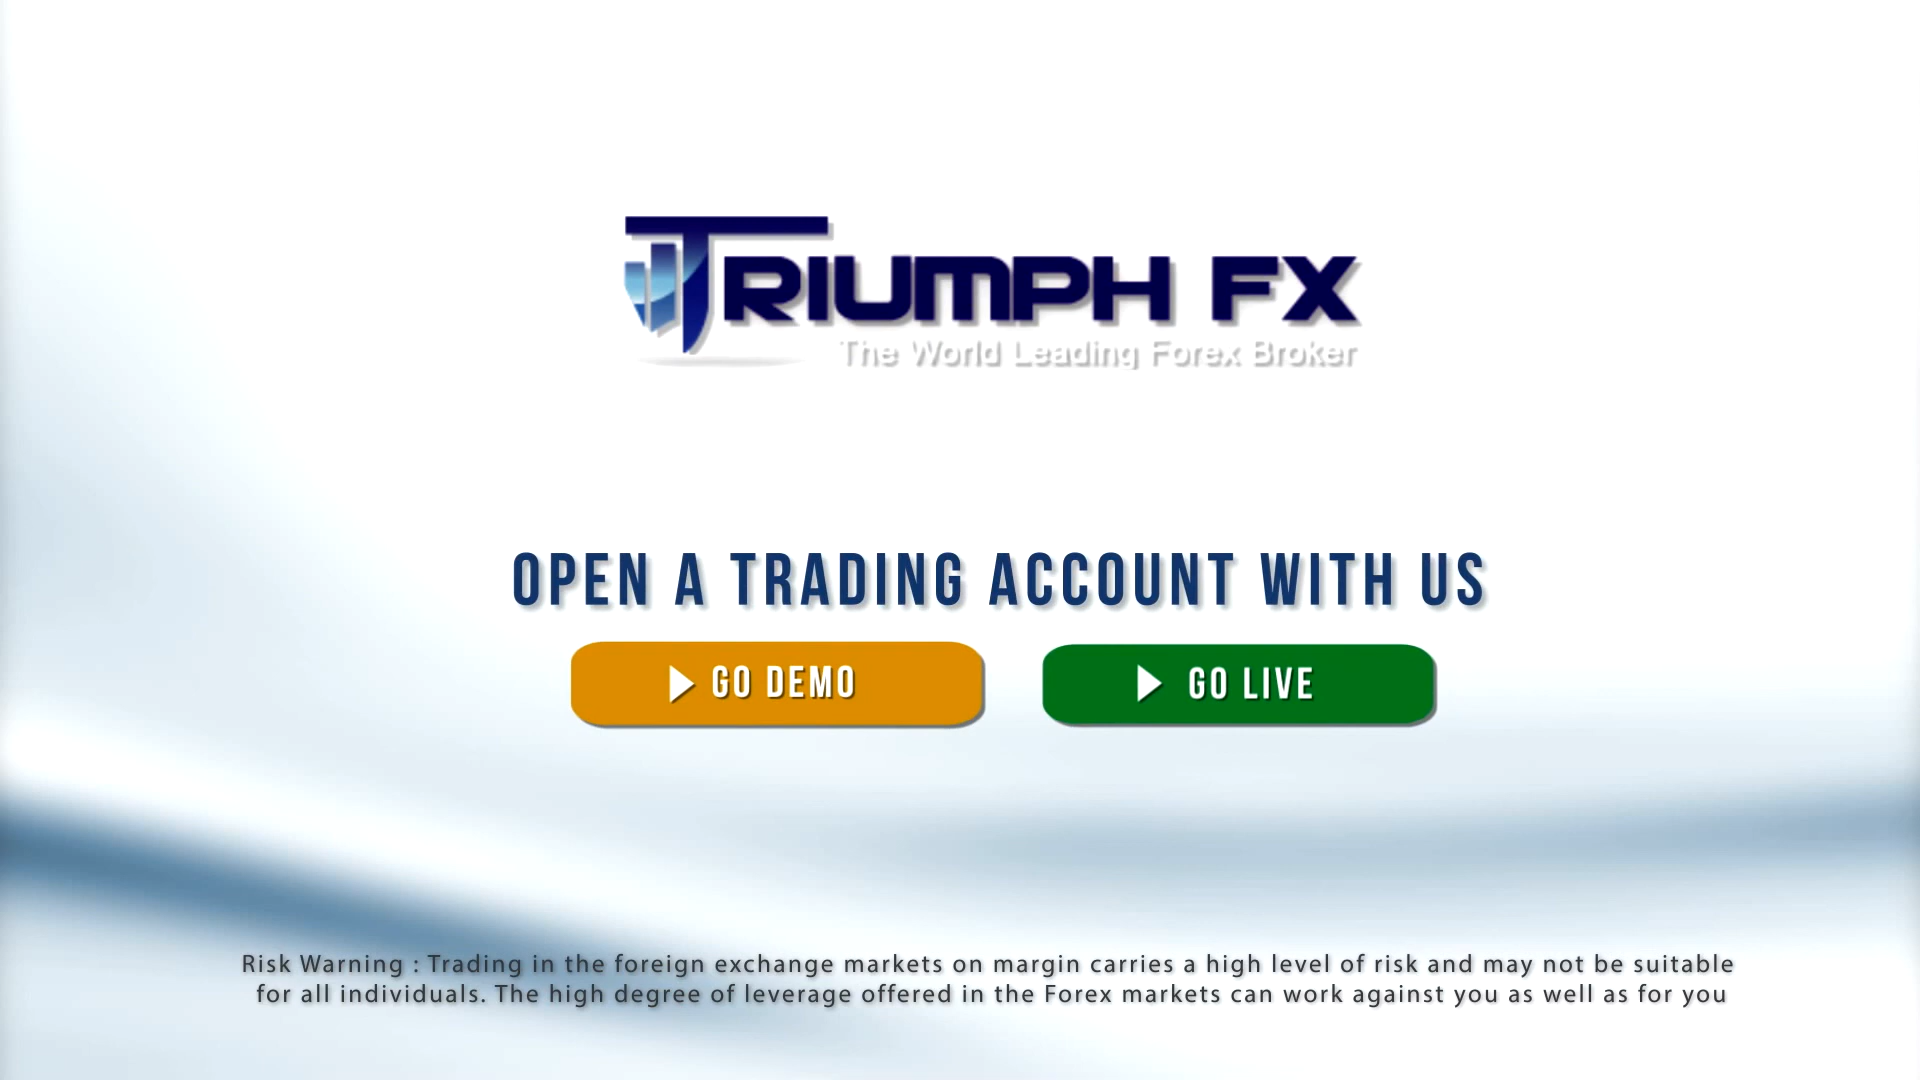 TRIUMPH FX
The World Leading Forex Broker
OPEN A TRADING ACCOUNT WITH US
GO DEMO
GO LIVE
Risk Warning : Trading in the foreign exchange markets on margin carries a high level of risk and may not be suitable
for all individuals. The high degree of leverage offered in the Forex markets can work against you as well as for you